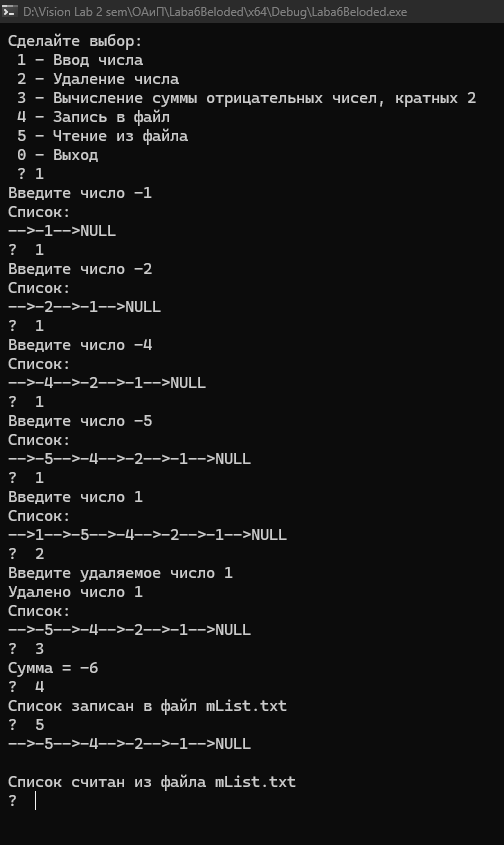 D:\Vision Lab 2 sem\ОАиП\Laba6Beloded\x64\Debug\Laba6Beloded.exe
Сделайте выбор:
1 - Ввод числа
2 - Удаление числа
3 - Вычисление суммы отрицательных чисел, кратных 2
4 - Запись в файл
5 - Чтение из файла
0 - Выход
? 1
Введите число -1
Список:
-->-1-->NULL
?  1
Введите число -2
Список:
-->-2-->-1-->NULL
?  1
Введите число -4
Список:
-->-4-->-2-->-1-->NULL
?  1
Введите число -5
Список:
-->-5-->-4-->-2-->-1-->NULL
?  1
Введите число 1
Список:
-->1-->-5-->-4-->-2-->-1-->NULL
?  2
Введите удаляемое число 1
Удалено число 1
Список:
-->-5-->-4-->-2-->-1-->NULL
?  3
Сумма = -6
?  4
Список записан в файл mList.txt
?  5
-->-5-->-4-->-2-->-1-->NULL
Список считан из файла mList.txt
?